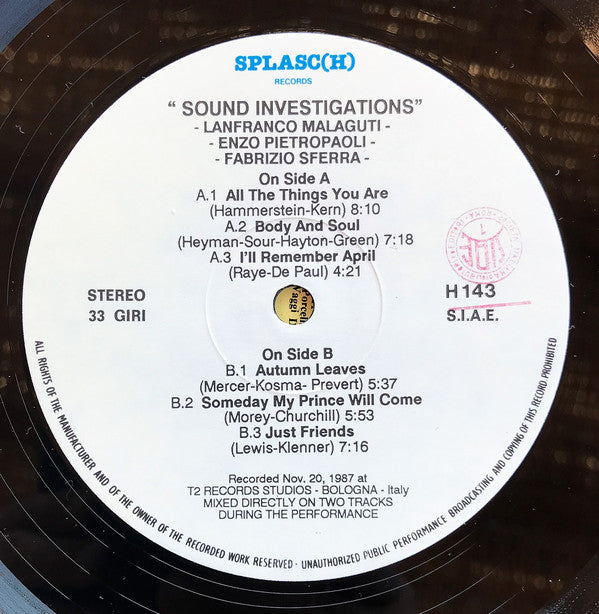 SPLASC(H)
RECORDS
“ SOUND INVESTIGATIONS”
- LANFRANCO MALAGUTI -
- ENZO PIETROPAOLI -
- FABRIZIO SFERRA -
On Side A
A.1 All The Things You Are
(Hammerstein-Kern) 8:10
A.2 Body And Soul
(Heyman-Sour-Hayton-Green) 7:18
A.3 I'll Remember April
(Raye-De Paul) 4:21
STEREO
33 GIRI
H 143
S.I.A.E.
On Side B
B.1 Autumn Leaves
(Mercer-Kosma- Prevert) 5:37
B.2 Someday My Prince Will Come
(Morey-Churchill) 5:53
B.3 Just Friends
(Lewis-Klenner) 7:16
Recorded Nov. 20, 1987 at
T2 RECORDS STUDIOS - BOLOGNA - Italy
MIXED DIRECTLY ON TWO TRACKS
DURING THE PERFORMANCE
ALL RIGHTS OF THE MANUFACTURER AND OF THE OWNER OF THE RECORDED WORK RESERVED · UNAUTHORIZED PUBLIC PERFORMANCE BROADCASTING AND COPYING OF THIS RECORD PROHIBITED